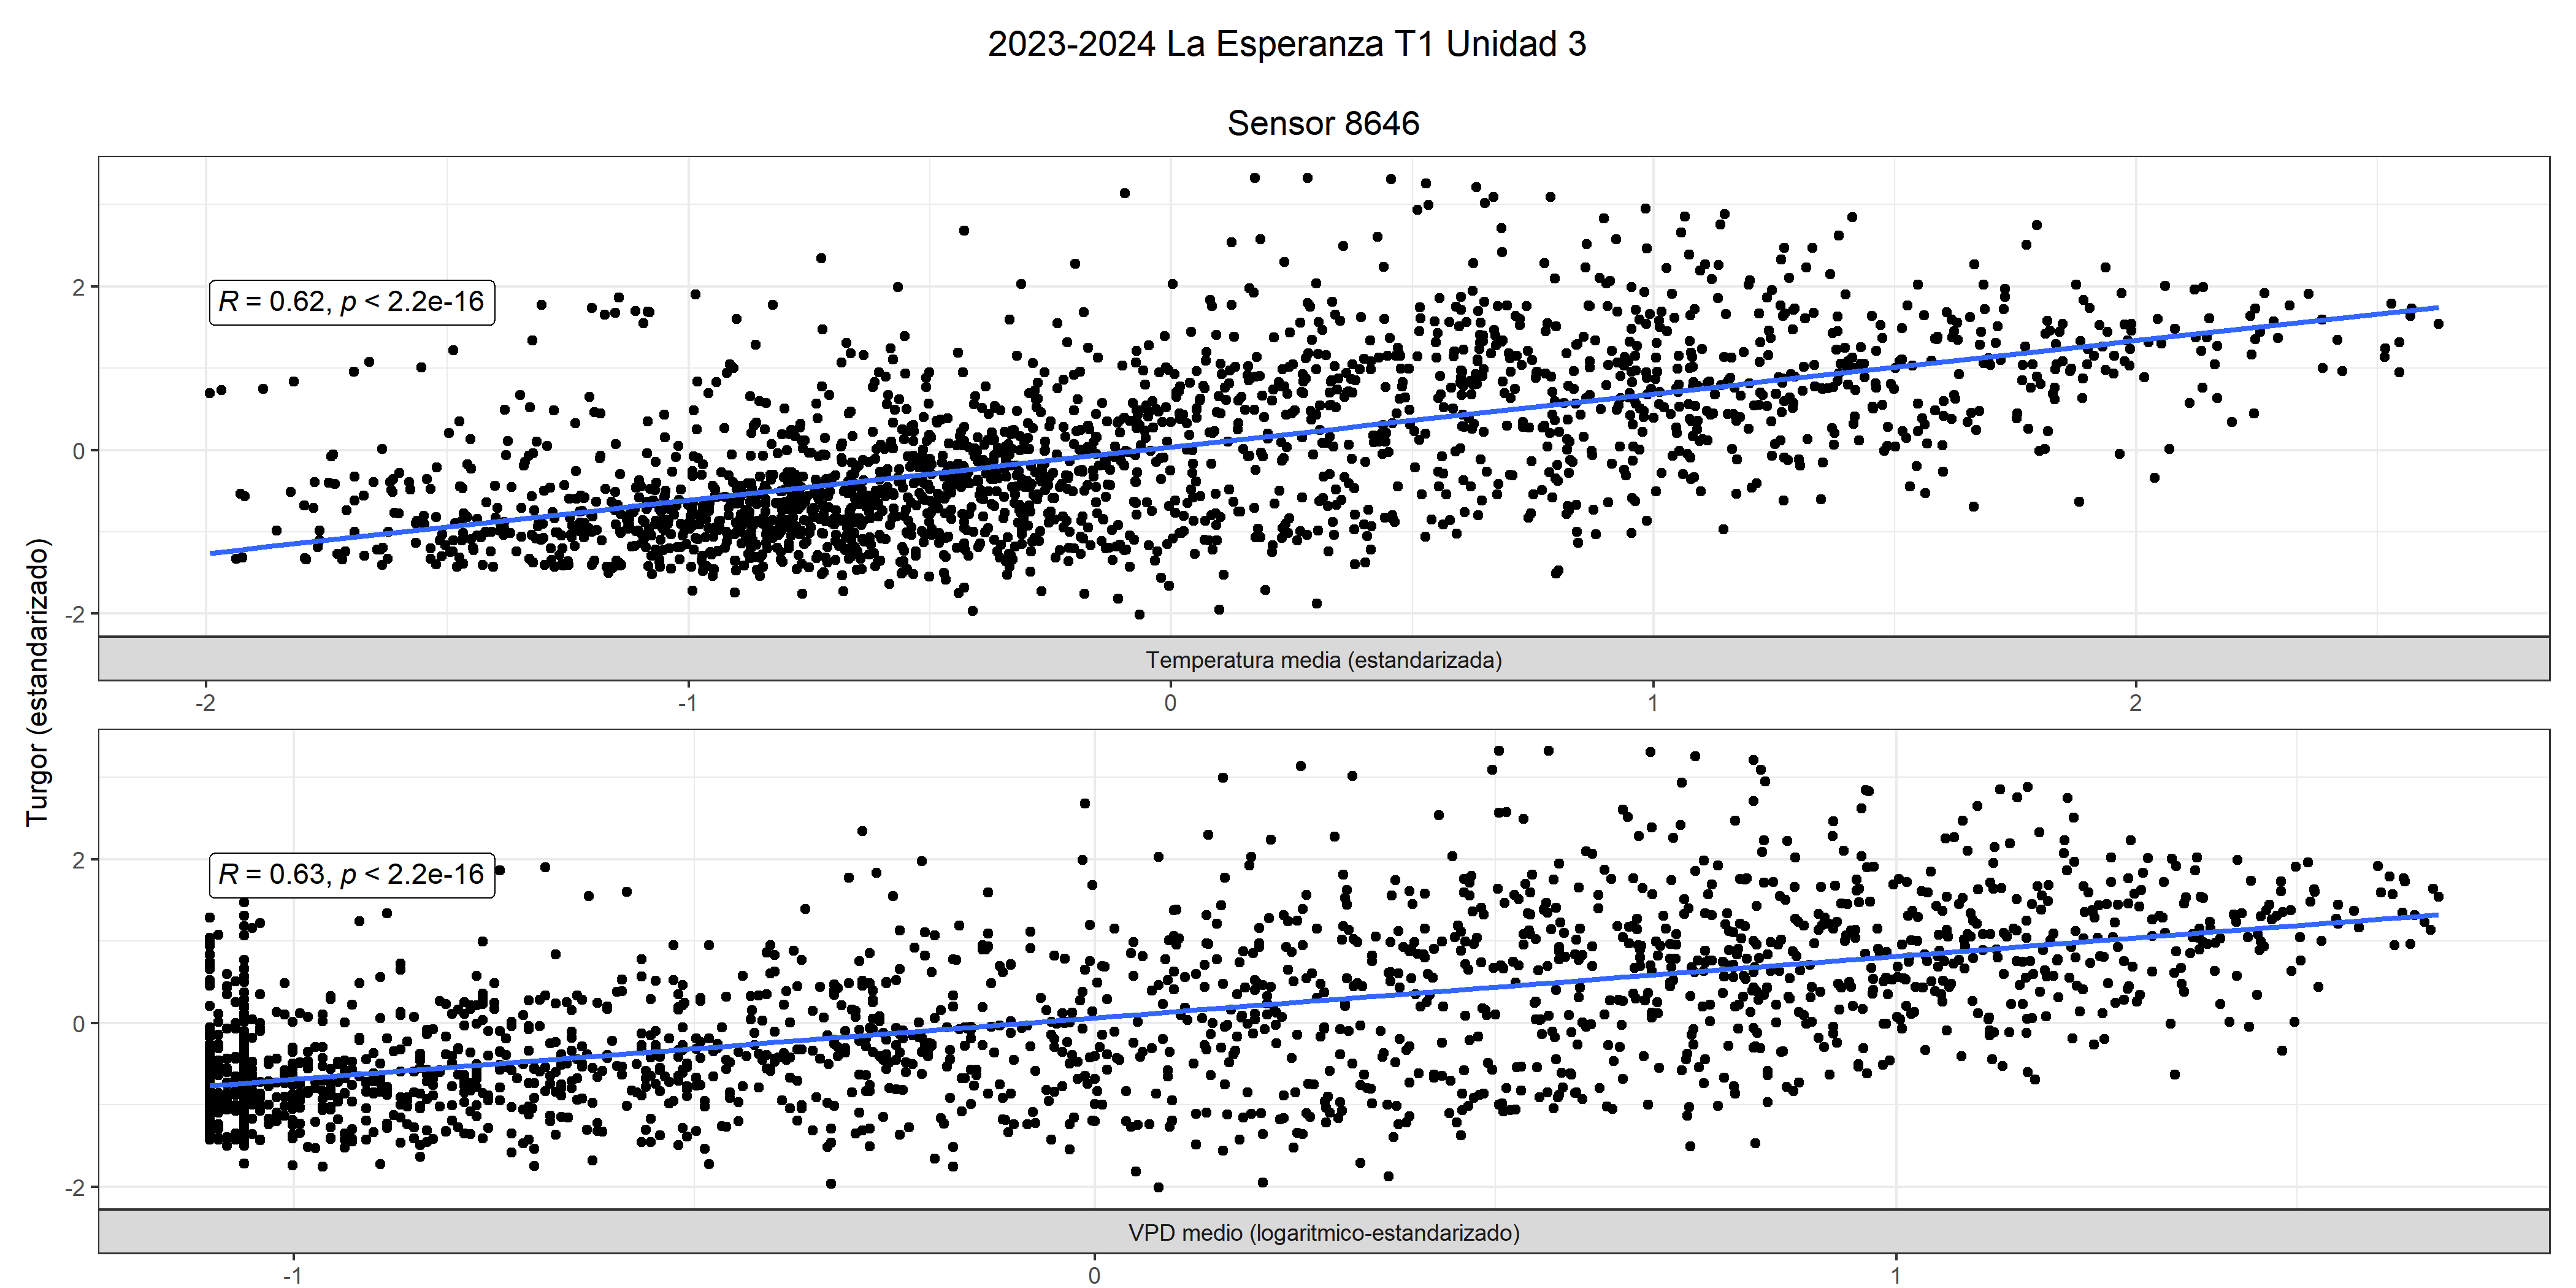 2023-2024 La Esperanza T1 Unidad 3
Sensor 8646
Turgor (estandarizado)
2
0
-2
R = 0.62, p < 2.2e-16
Temperatura media (estandarizada)
-2 -1 0 1 2
2
0
-2
R = 0.63, p < 2.2e-16
VPD medio (logaritmico-estandarizado)
-1 0 1